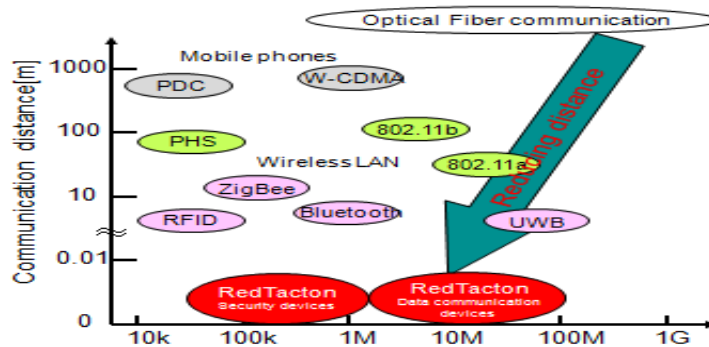 Optical Fiber communication
Mobile phones
1000
PDC
W-CDMA
100
802.11b
PHS
Wireless LAN
802.11a
Reducing distance
ZigBee
10
RFID
Bluetooth
UWB
Communication distance[m]
0.01
RedTacton
Security devices
RedTacton
Data communication
devices
0
10k
100k
1M
10M
100M
1G